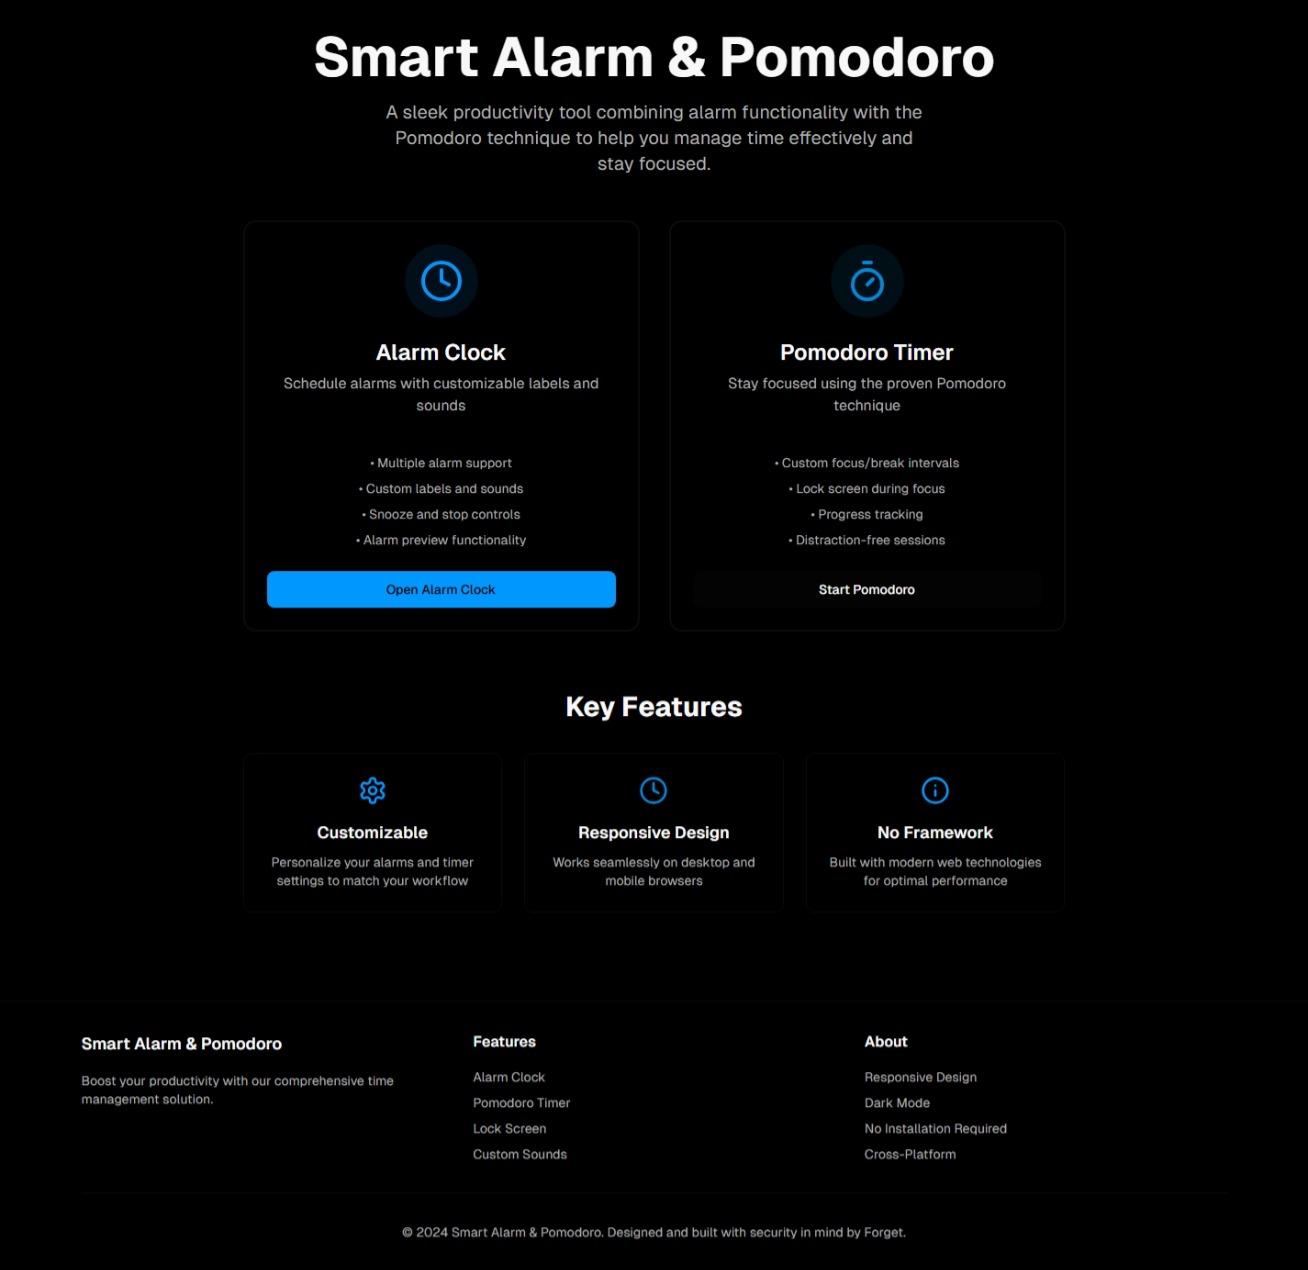 Smart Alarm & Pomodoro
A sleek productivity tool combining alarm functionality with the
Pomodoro technique to help you manage time effectively and
stay focused.
Alarm Clock
Schedule alarms with customizable labels and
sounds
• Multiple alarm support
• Custom labels and sounds
• Snooze and stop controls
• Alarm preview functionality
Open Alarm Clock
Pomodoro Timer
Stay focused using the proven Pomodoro
technique
• Custom focus/break intervals
• Lock screen during focus
• Progress tracking
• Distraction-free sessions
Start Pomodoro
Key Features
Customizable
Personalize your alarms and timer
settings to match your workflow
Responsive Design
Works seamlessly on desktop and
mobile browsers
No Framework
Built with modern web technologies
for optimal performance
Smart Alarm & Pomodoro
Boost your productivity with our comprehensive time
management solution.
Features
Alarm Clock
Pomodoro Timer
Lock Screen
Custom Sounds
About
Responsive Design
Dark Mode
No Installation Required
Cross-Platform
© 2024 Smart Alarm & Pomodoro. Designed and built with security in mind by Forget.